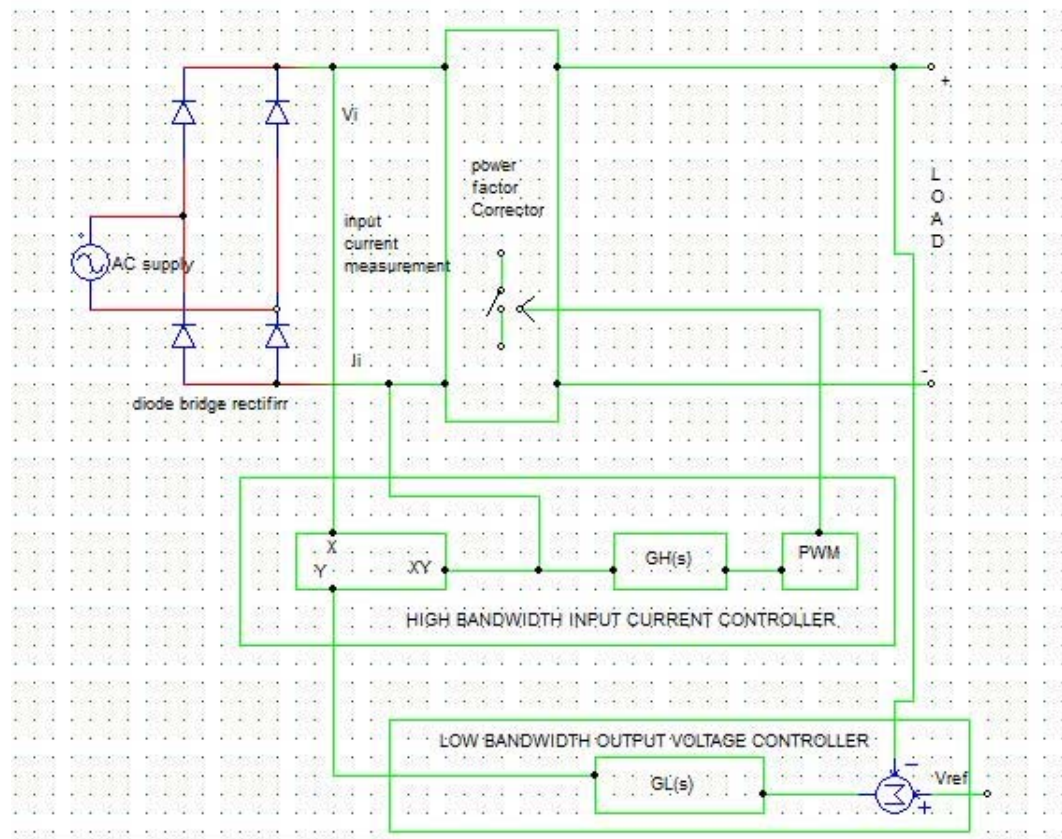 Vi
+
power
factor
Corrector
L
O
A
D
input
current
measurement
AC supply
Ji
-
diode bridge rectifirr
X
Y
XY
GH(s)
PWM
HIGH BANDWIDTH INPUT CURRENT CONTROLLER
LOW BANDWIDTH OUTPUT VOLTAGE CONTROLLER
GL(s)
-
Σ
+
Vref